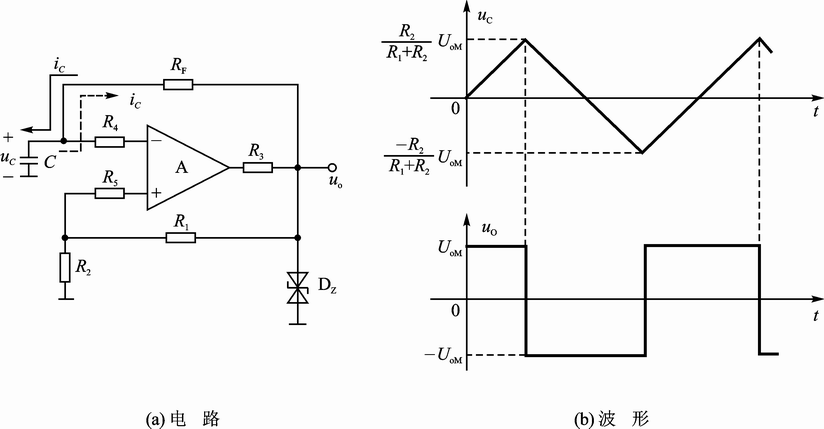 i_C
R_F
i_C
R_4
+
u_C
−
C
−
A
+
R_3
u_o
R_5
R_1
R_2
D_Z
(a) 电 路
u_C
R_2/(R_1+R_2) U_oM
0
t
−R_2/(R_1+R_2) U_oM
u_O
U_oM
0
t
−U_oM
(b) 波 形